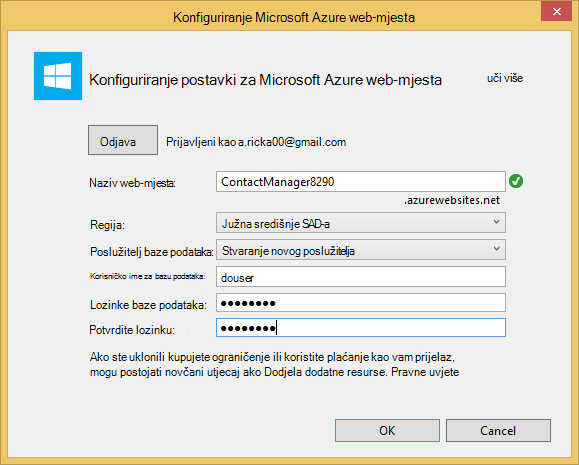 Konfiguriranje Microsoft Azure web-mjesta
Konfiguriranje postavki za Microsoft Azure web-mjesta
uči više
Odjava
Prijavljeni kao a.ricka00@gmail.com
Naziv web-mjesta:
ContactManager8290
.azurewebsites.net
Regija:
Južna središnje SAD-a
Poslužitelj baze podataka:
Stvaranje novog poslužitelja
Korisničko ime za bazu podataka:
douser
Lozinke baze podataka:
●●●●●●●●
Potvrdite lozinku:
●●●●●●●●
Ako ste uklonili kupujete ograničenje ili koristite plaćanje kao vam prijelaz,
mogu postojati novčani utjecaj ako Dodjela dodatne resurse. Pravne uvjete
OK
Cancel